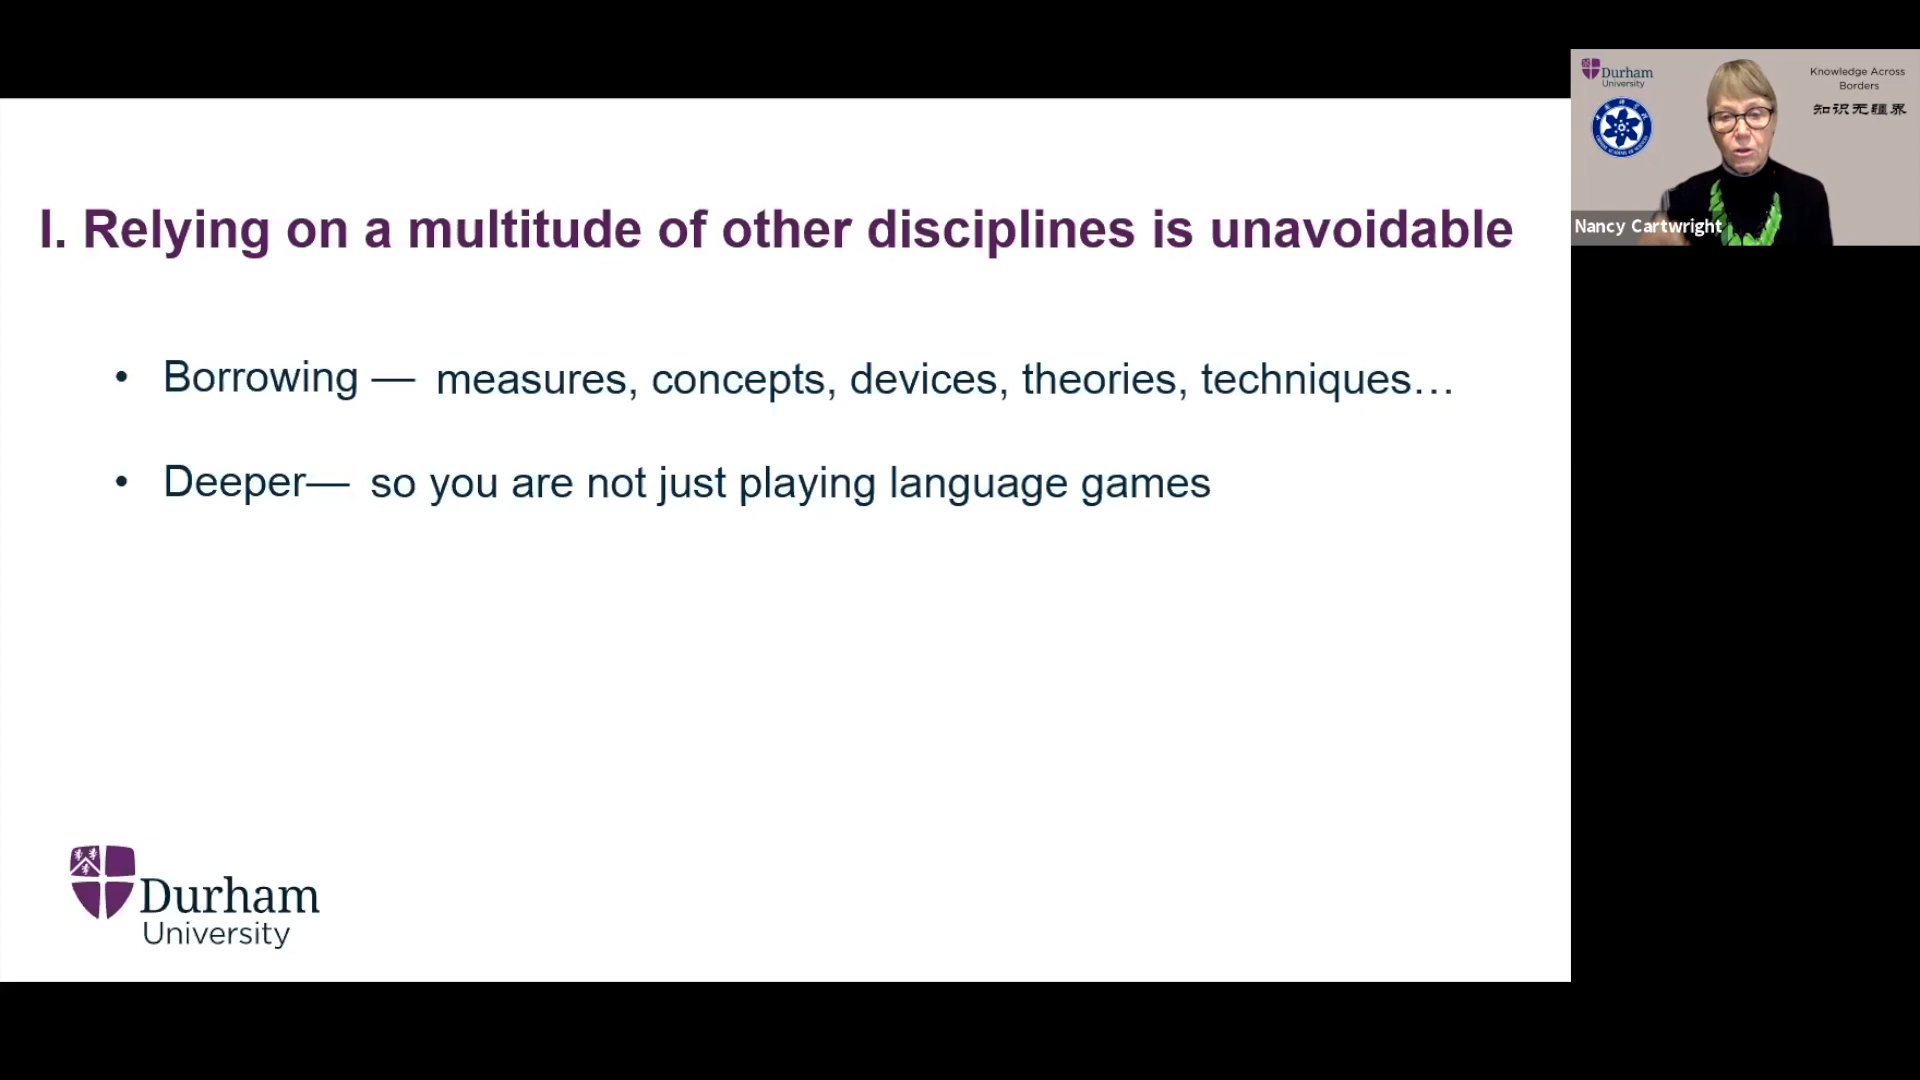 I. Relying on a multitude of other disciplines is unavoidable
• Borrowing — measures, concepts, devices, theories, techniques…
• Deeper— so you are not just playing language games
Durham
University
Durham
University
Knowledge Across
Borders
知识无疆界
Nancy Cartwright